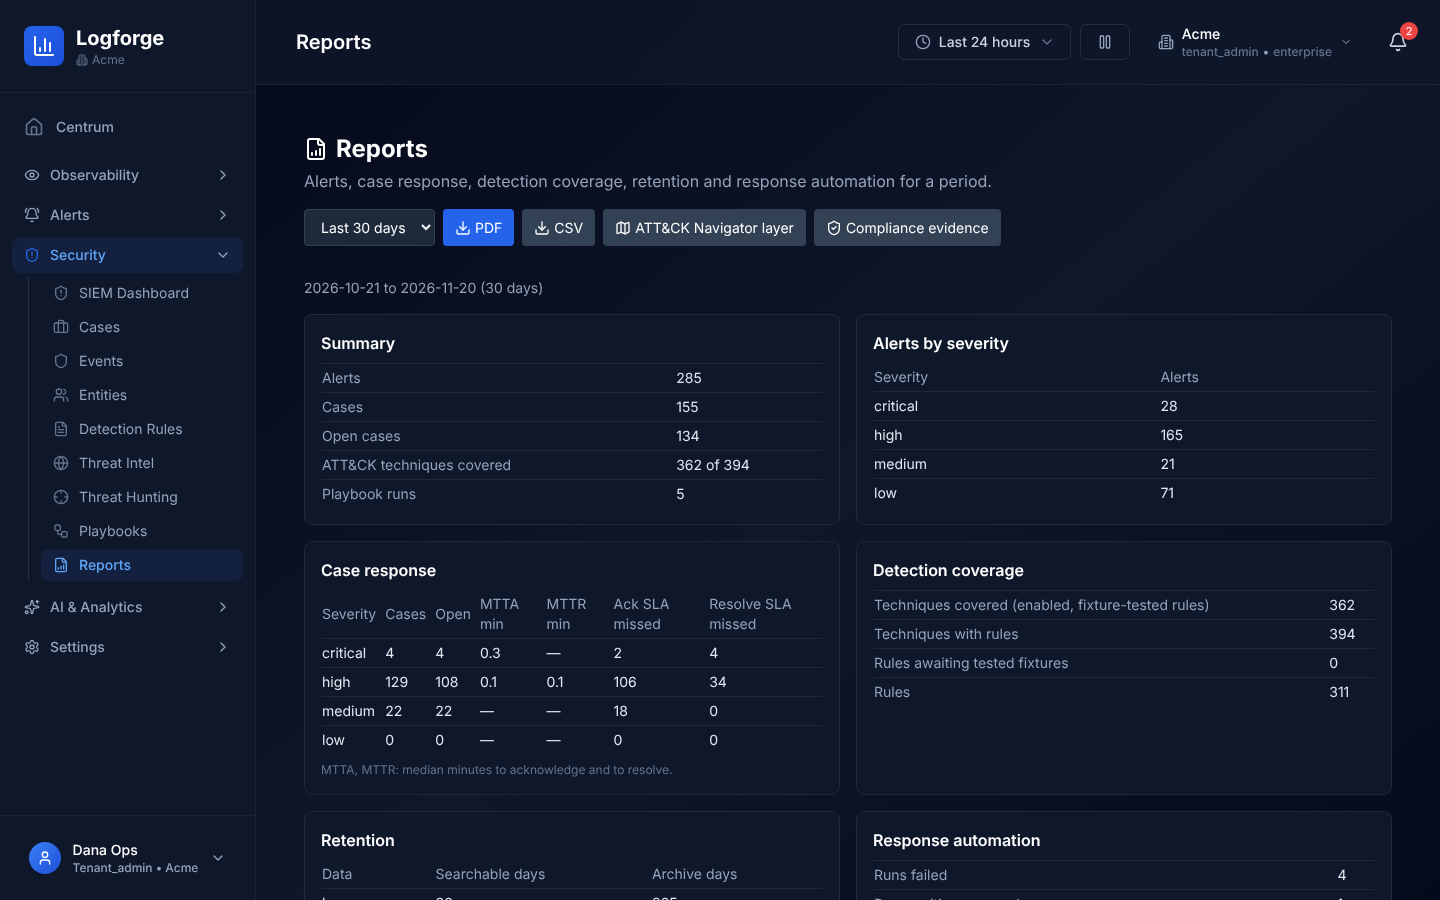 Logforge
Acme
Centrum
Observability
Alerts
Security
SIEM Dashboard
Cases
Events
Entities
Detection Rules
Threat Intel
Threat Hunting
Playbooks
Reports
AI & Analytics
Settings
Dana Ops
Tenant_admin • Acme
Reports
Last 24 hours
Acme
tenant_admin • enterprise
2
Reports
Alerts, case response, detection coverage, retention and response automation for a period.
Last 30 days
PDF
CSV
ATT&CK Navigator layer
Compliance evidence
2026-10-21 to 2026-11-20 (30 days)
Summary
Alerts 285
Cases 155
Open cases 134
ATT&CK techniques covered 362 of 394
Playbook runs 5
Alerts by severity
Severity Alerts
critical 28
high 165
medium 21
low 71
Case response
Severity Cases Open MTTA min MTTR min Ack SLA missed Resolve SLA missed
critical 4 4 0.3 — 2 4
high 129 108 0.1 0.1 106 34
medium 22 22 — — 18 0
low 0 0 — — 0 0
MTTA, MTTR: median minutes to acknowledge and to resolve.
Detection coverage
Techniques covered (enabled, fixture-tested rules) 362
Techniques with rules 394
Rules awaiting tested fixtures 0
Rules 311
Retention
Data Searchable days Archive days
Response automation
Runs failed 4